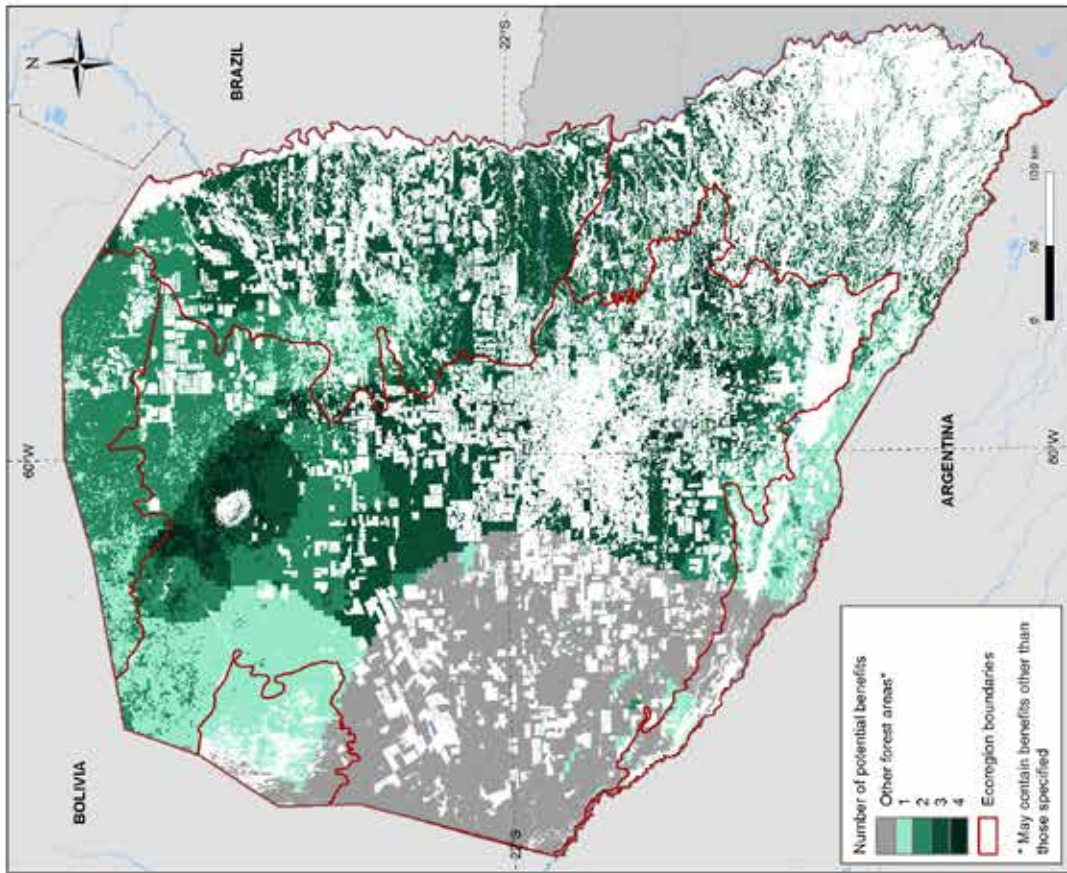 N
BOLIVIA
BRAZIL
60°W
22°S
22°S
60°W
ARGENTINA
0 50 100 km
Number of potential benefits
Other forest areas*
1
2
3
4
Ecoregion boundaries
* May contain benefits other than
those specified